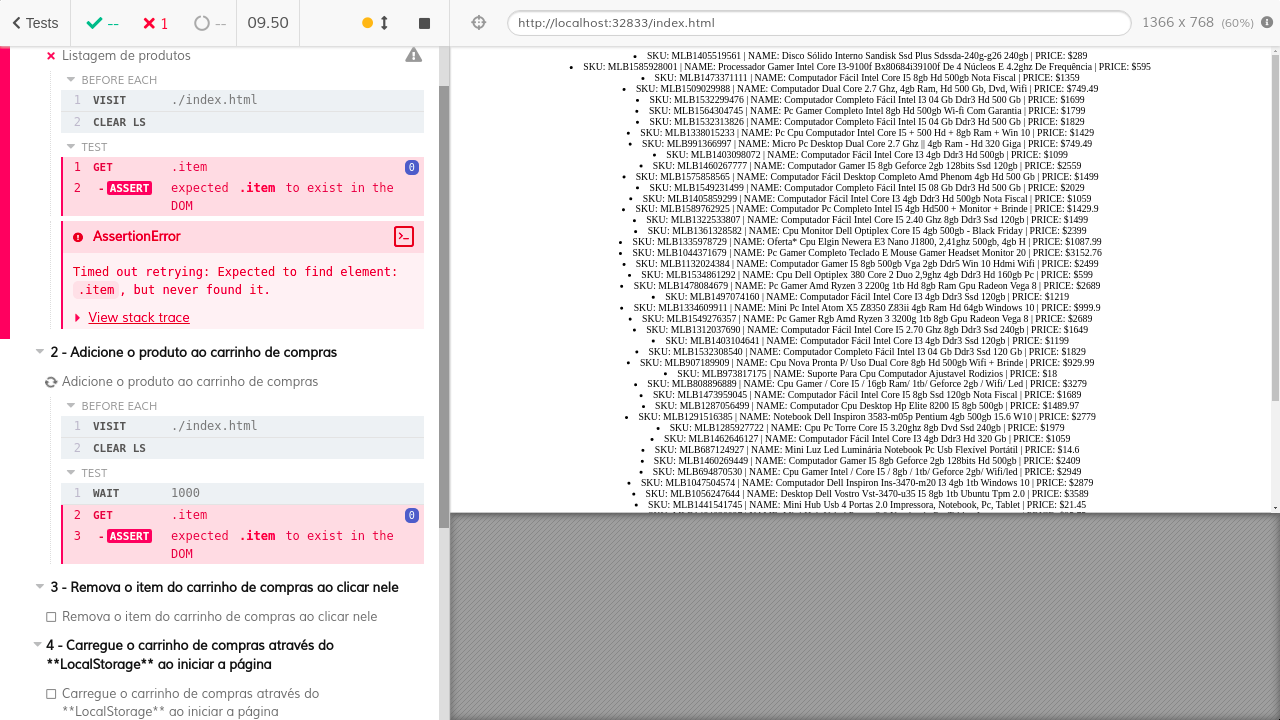 Tests
--
1
--
09.50
http://localhost:32833/index.html
1366 x 768 (60%)
Listagem de produtos
BEFORE EACH
1 VISIT ./index.html
2 CLEAR LS
TEST
1 GET .item 0
2 -ASSERT expected .item to exist in the
DOM
AssertionError
Timed out retrying: Expected to find element:
.item, but never found it.
View stack trace
2 - Adicione o produto ao carrinho de compras
Adicione o produto ao carrinho de compras
BEFORE EACH
1 VISIT ./index.html
2 CLEAR LS
TEST
1 WAIT 1000
2 GET .item 0
3 -ASSERT expected .item to exist in the
DOM
3 - Remova o item do carrinho de compras ao clicar nele
Remova o item do carrinho de compras ao clicar nele
4 - Carregue o carrinho de compras através do
**LocalStorage** ao iniciar a página
Carregue o carrinho de compras através do
**LocalStorage** ao iniciar a página
SKU: MLB1405519561 | NAME: Disco Sólido Interno Sandisk Ssd Plus Sdssda-240g-g26 240gb | PRICE: $289
SKU: MLB1585928001 | NAME: Processador Gamer Intel Core I3-9100f Bx80684i39100f De 4 Núcleos E 4.2ghz De Frequência | PRICE: $595
SKU: MLB1473371111 | NAME: Computador Fácil Intel Core I5 8gb Hd 500gb Nota Fiscal | PRICE: $1359
SKU: MLB1509029988 | NAME: Computador Dual Core 2.7 Ghz, 4gb Ram, Hd 500 Gb, Dvd, Wifi | PRICE: $749.49
SKU: MLB1532299476 | NAME: Computador Completo Fácil Intel I3 04 Gb Ddr3 Hd 500 Gb | PRICE: $1699
SKU: MLB1564304745 | NAME: Pc Gamer Completo Intel 8gb Hd 500gb Wi-fi Com Garantia | PRICE: $1799
SKU: MLB1532313826 | NAME: Computador Completo Fácil Intel I5 04 Gb Ddr3 Hd 500 Gb | PRICE: $1829
SKU: MLB1338015233 | NAME: Pc Cpu Computador Intel Core I5 + 500 Hd + 8gb Ram + Win 10 | PRICE: $1429
SKU: MLB991366997 | NAME: Micro Pc Desktop Dual Core 2.7 Ghz || 4gb Ram - Hd 320 Giga | PRICE: $749.49
SKU: MLB1403098072 | NAME: Computador Fácil Intel Core I3 4gb Ddr3 Hd 500gb | PRICE: $1099
SKU: MLB1460267777 | NAME: Computador Gamer I5 8gb Geforce 2gb 128bits Ssd 120gb | PRICE: $2559
SKU: MLB1575858565 | NAME: Computador Fácil Desktop Completo Amd Phenom 4gb Hd 500 Gb | PRICE: $1499
SKU: MLB1549231499 | NAME: Computador Completo Fácil Intel I5 08 Gb Ddr3 Hd 500 Gb | PRICE: $2029
SKU: MLB1405859299 | NAME: Computador Fácil Intel Core I3 4gb Ddr3 Hd 500gb Nota Fiscal | PRICE: $1059
SKU: MLB1589762925 | NAME: Computador Pc Completo Intel I5 4gb Hd500 + Monitor + Brinde | PRICE: $1429.9
SKU: MLB1322533807 | NAME: Computador Fácil Intel Core I5 2.40 Ghz 8gb Ddr3 Ssd 120gb | PRICE: $1499
SKU: MLB1361328582 | NAME: Cpu Monitor Dell Optiplex Core I5 4gb 500gb - Black Friday | PRICE: $2399
SKU: MLB1335978729 | NAME: Oferta* Cpu Elgin Newera E3 Nano J1800, 2,41ghz 500gb, 4gb H | PRICE: $1087.99
SKU: MLB1044371679 | NAME: Pc Gamer Completo Teclado E Mouse Gamer Headset Monitor 20 | PRICE: $3152.76
SKU: MLB1132024384 | NAME: Computador Gamer I5 8gb 500gb Vga 2gb Ddr5 Win 10 Hdmi Wifi | PRICE: $2499
SKU: MLB1534861292 | NAME: Cpu Dell Optiplex 380 Core 2 Duo 2,9ghz 4gb Ddr3 Hd 160gb Pc | PRICE: $599
SKU: MLB1478084679 | NAME: Pc Gamer Amd Ryzen 3 2200g 1tb Hd 8gb Ram Gpu Radeon Vega 8 | PRICE: $2689
SKU: MLB1497074160 | NAME: Computador Fácil Intel Core I3 4gb Ddr3 Ssd 120gb | PRICE: $1219
SKU: MLB1334609911 | NAME: Mini Pc Intel Atom X5 Z8350 Z83ii 4gb Ram Hd 64gb Windows 10 | PRICE: $999.9
SKU: MLB1549276357 | NAME: Pc Gamer Rgb Amd Ryzen 3 3200g 1tb 8gb Gpu Radeon Vega 8 | PRICE: $2689
SKU: MLB1312037690 | NAME: Computador Fácil Intel Core I5 2.70 Ghz 8gb Ddr3 Ssd 240gb | PRICE: $1649
SKU: MLB1403104641 | NAME: Computador Fácil Intel Core I3 4gb Ddr3 Ssd 120gb | PRICE: $1199
SKU: MLB1532308540 | NAME: Computador Completo Fácil Intel I3 04 Gb Ddr3 Ssd 120 Gb | PRICE: $1829
SKU: MLB907189909 | NAME: Cpu Nova Pronta P/ Uso Dual Core 8gb Hd 500gb Wifi + Brinde | PRICE: $929.99
SKU: MLB973817175 | NAME: Suporte Para Cpu Computador Ajustavel Rodizios | PRICE: $18
SKU: MLB808896889 | NAME: Cpu Gamer / Core I5 / 16gb Ram/ 1tb/ Geforce 2gb / Wifi/ Led | PRICE: $3279
SKU: MLB1473959045 | NAME: Computador Fácil Intel Core I5 8gb Ssd 120gb Nota Fiscal | PRICE: $1689
SKU: MLB1287056499 | NAME: Computador Cpu Desktop Hp Elite 8200 I5 8gb 500gb | PRICE: $1489.97
SKU: MLB1291516385 | NAME: Notebook Dell Inspiron 3583-m05p Pentium 4gb 500gb 15.6 W10 | PRICE: $2779
SKU: MLB1285927722 | NAME: Cpu Pc Torre Core I5 3.20ghz 8gb Dvd Ssd 240gb | PRICE: $1979
SKU: MLB1462646127 | NAME: Computador Fácil Intel Core I3 4gb Ddr3 Hd 320 Gb | PRICE: $1059
SKU: MLB687124927 | NAME: Mini Luz Led Luminária Notebook Pc Usb Flexível Portátil | PRICE: $14.6
SKU: MLB1460269449 | NAME: Computador Gamer I5 8gb Geforce 2gb 128bits Hd 500gb | PRICE: $2409
SKU: MLB694870530 | NAME: Cpu Gamer Intel / Core I5 / 8gb / 1tb/ Geforce 2gb/ Wifi/led | PRICE: $2949
SKU: MLB1047504574 | NAME: Computador Dell Inspiron Ins-3470-m20 I3 4gb 1tb Windows 10 | PRICE: $2879
SKU: MLB1056247644 | NAME: Desktop Dell Vostro Vst-3470-u35 I5 8gb 1tb Ubuntu Tpm 2.0 | PRICE: $3589
SKU: MLB1441541745 | NAME: Mini Hub Usb 4 Portas 2.0 Impressora, Notebook, Pc, Tablet | PRICE: $21.45